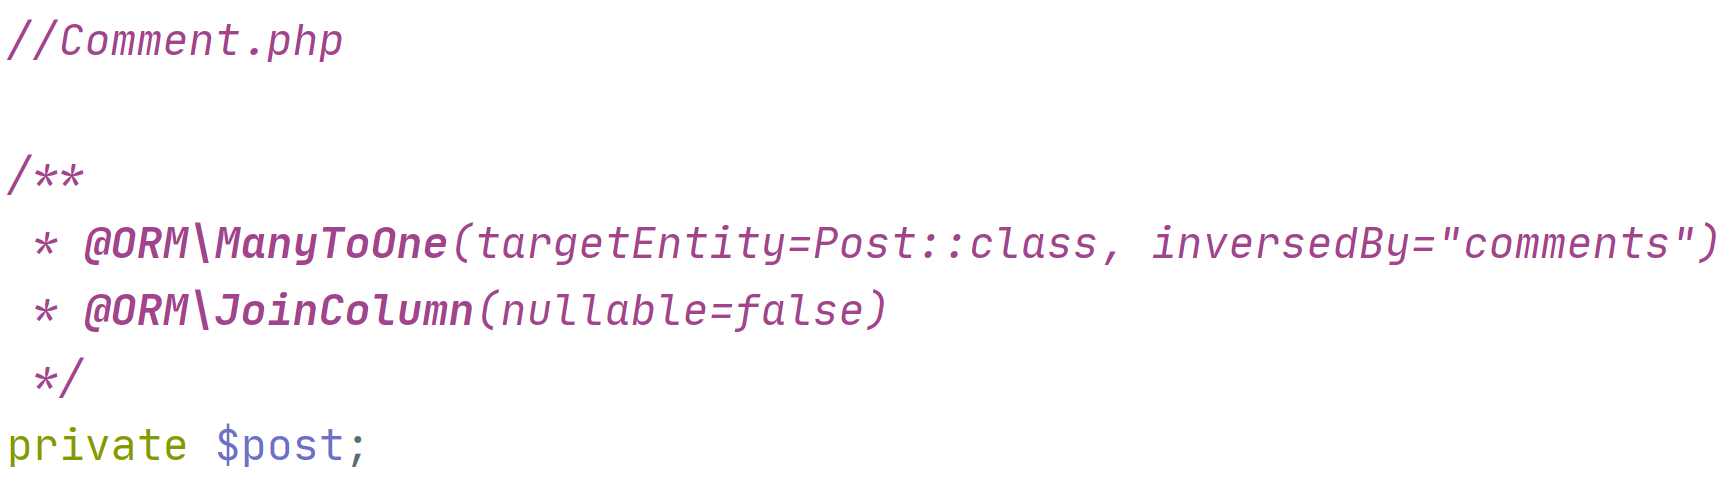 //Comment.php
/**
 * @ORM\ManyToOne(targetEntity=Post::class, inversedBy="comments")
 * @ORM\JoinColumn(nullable=false)
 */
private $post;